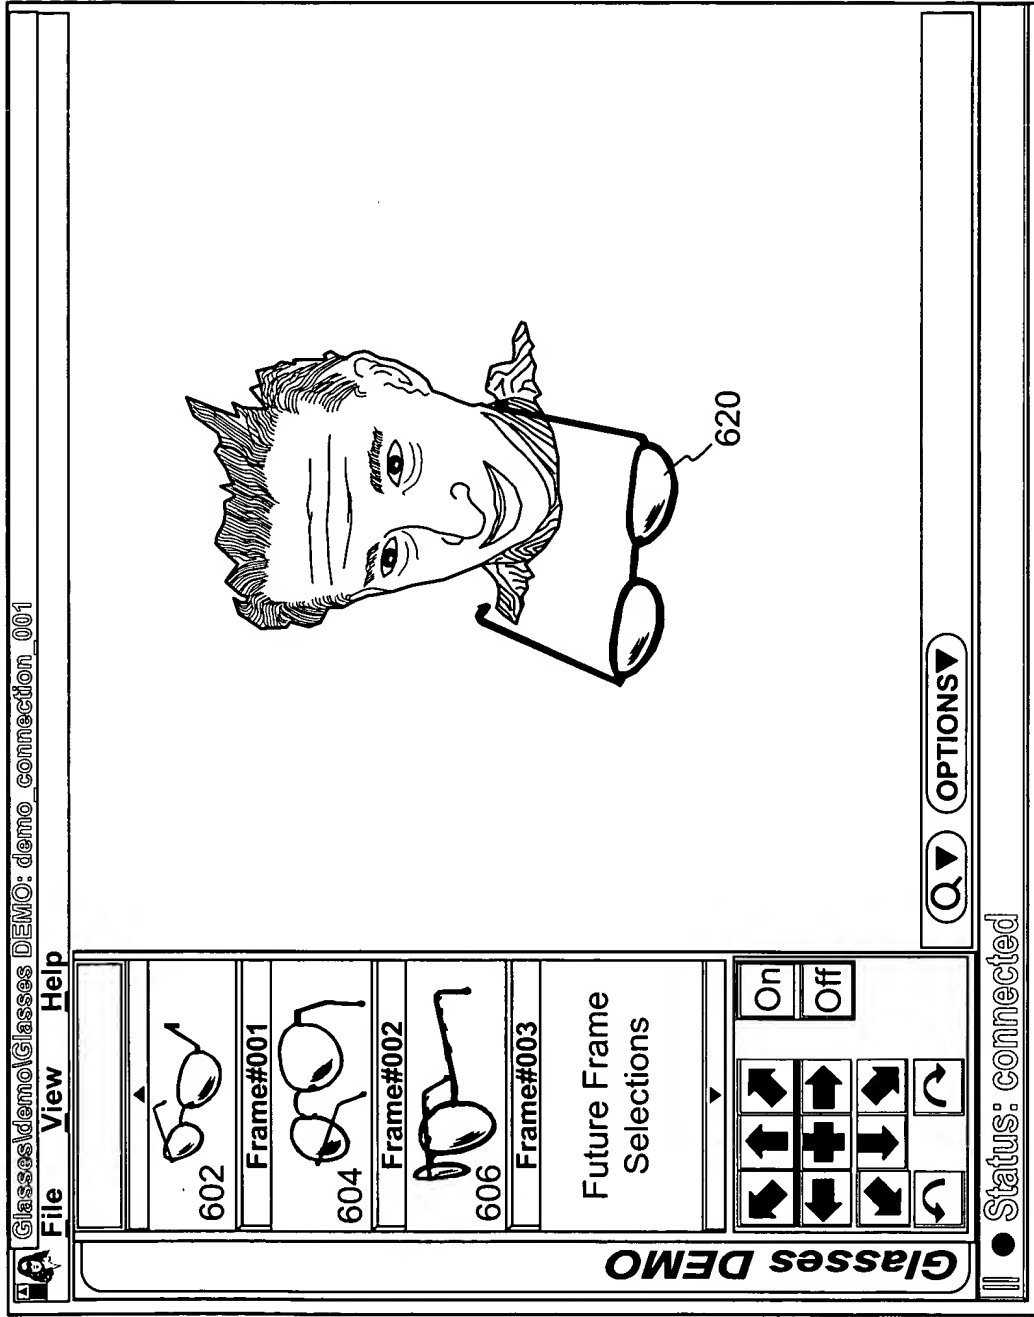 Glasses\demo\Glasses DEMO: demo_connection_001
File View Help
Glasses DEMO
602
Frame#001
604
Frame#002
606
Frame#003
Future Frame
Selections
On
Off
620
OPTIONS
Status: connected